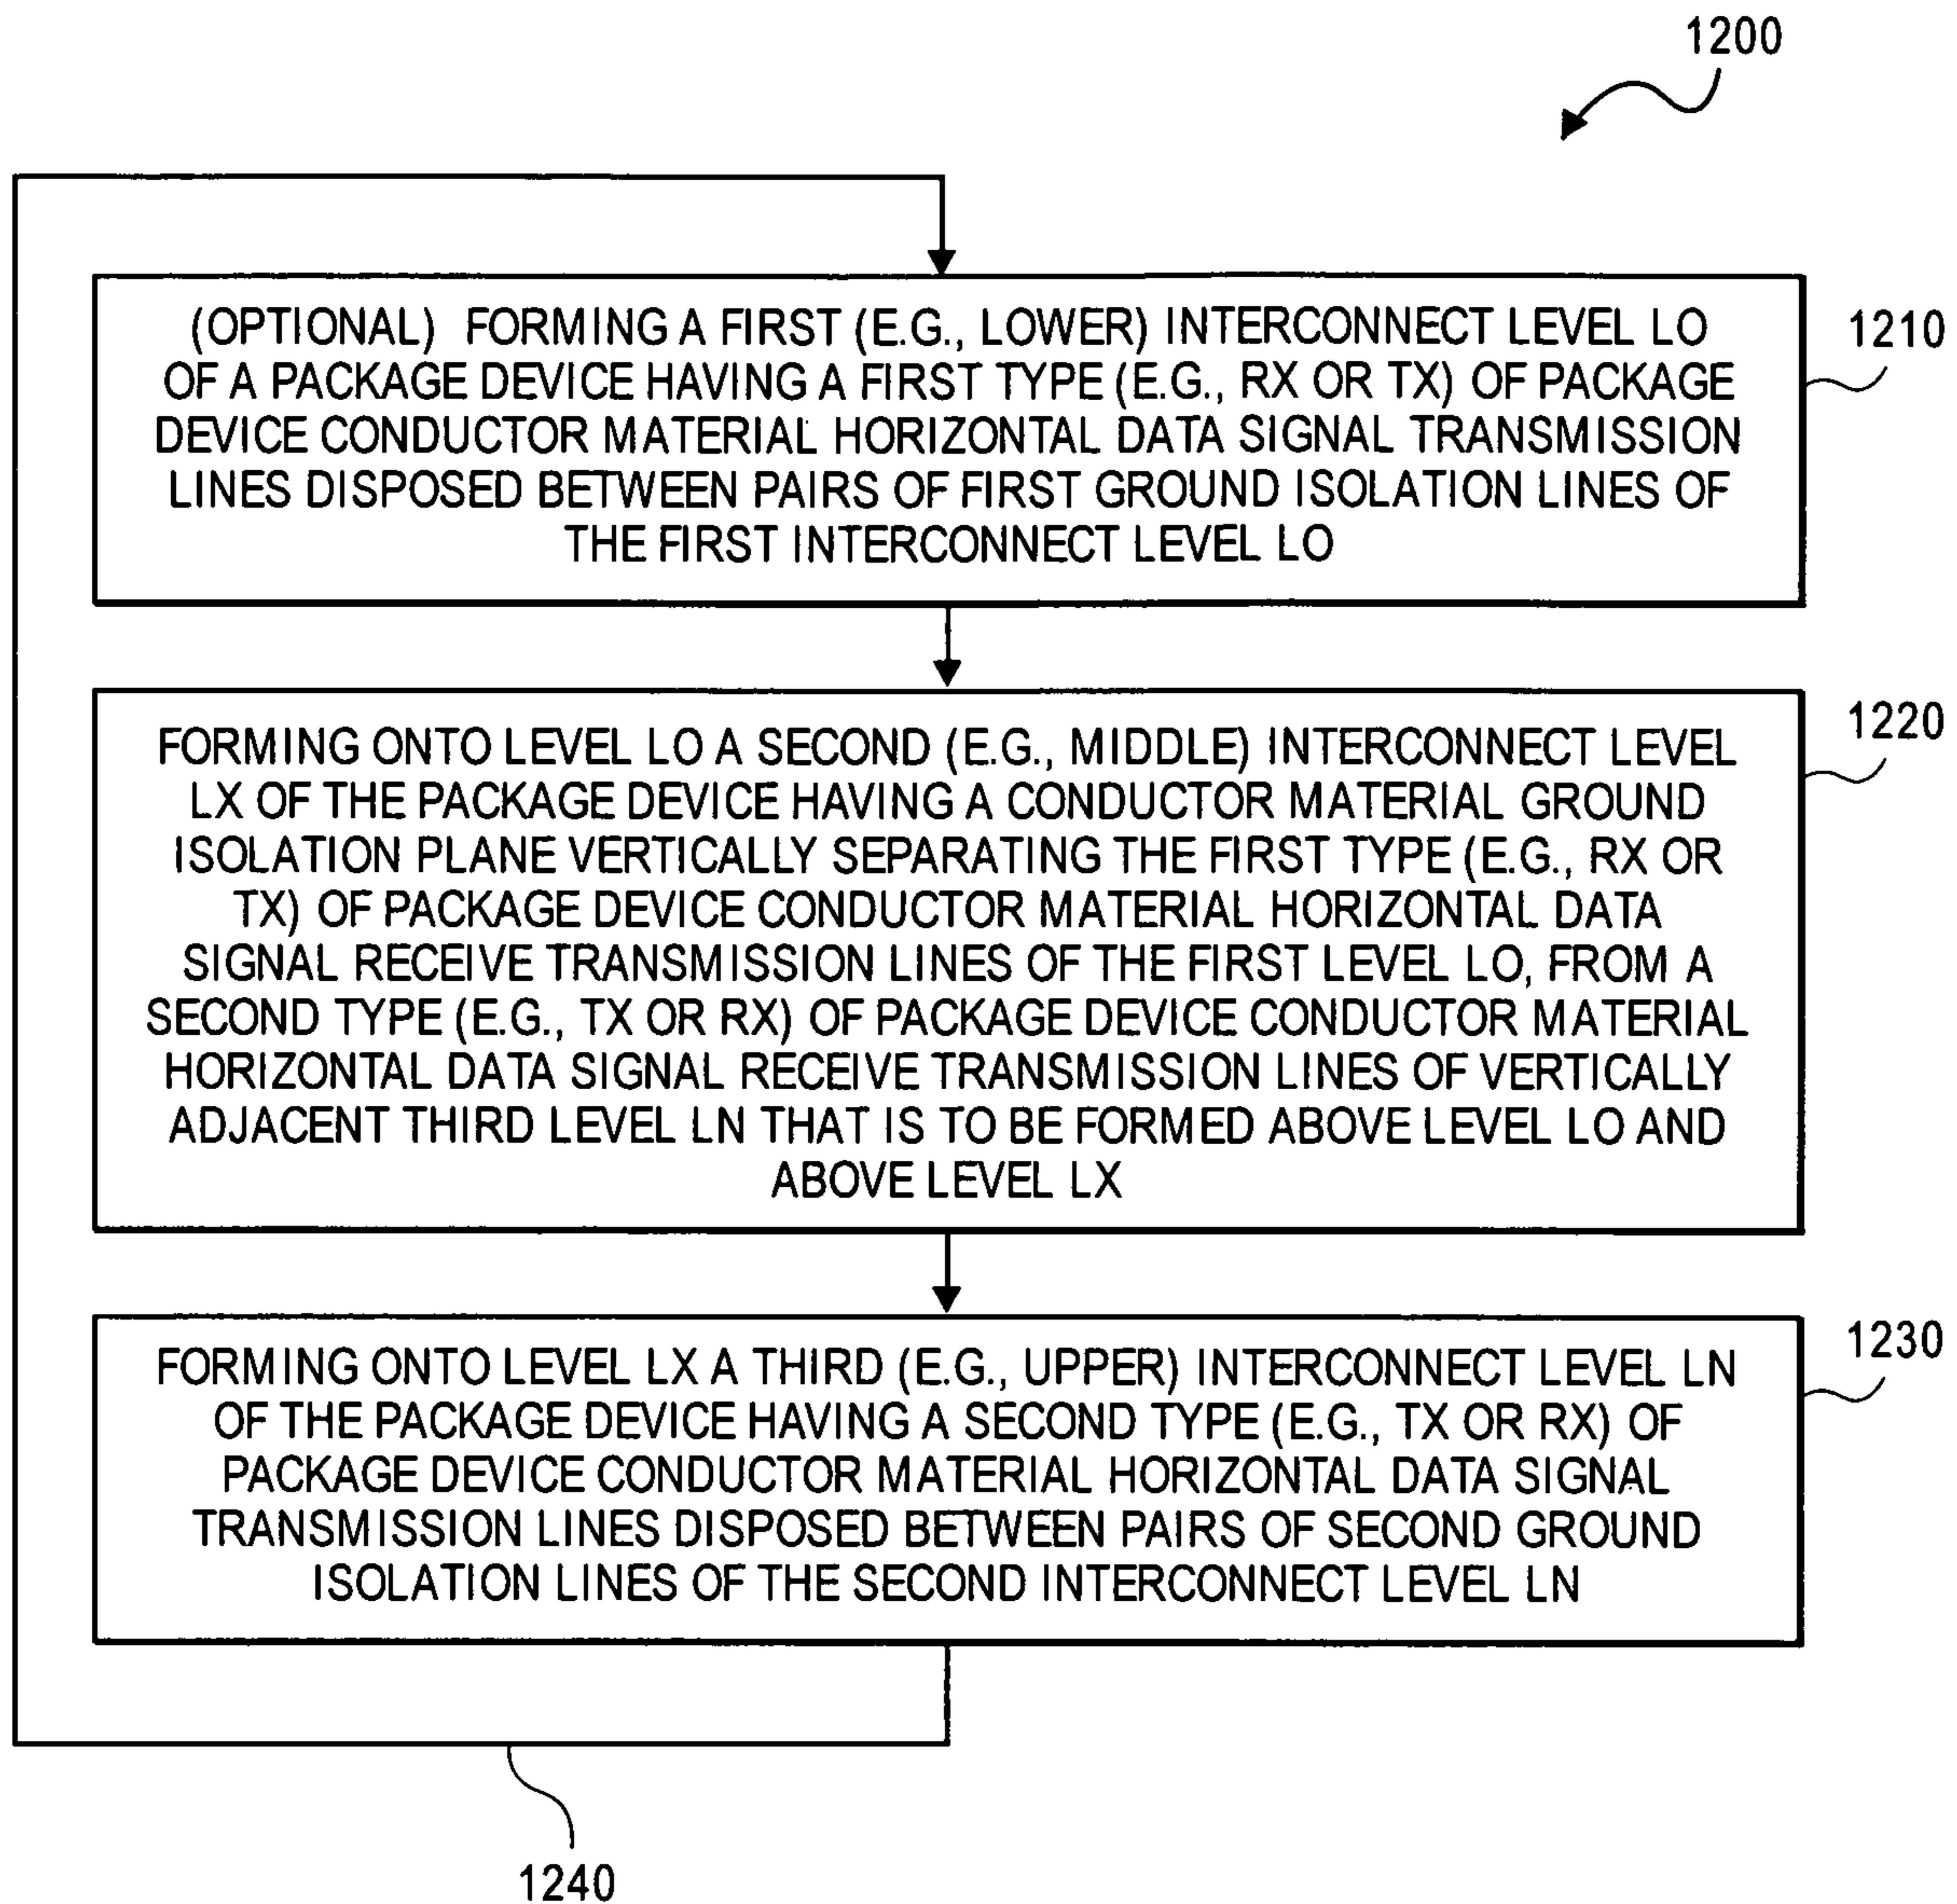 1200
(OPTIONAL) FORMING A FIRST (E.G., LOWER) INTERCONNECT LEVEL LO
OF A PACKAGE DEVICE HAVING A FIRST TYPE (E.G., RX OR TX) OF PACKAGE
DEVICE CONDUCTOR MATERIAL HORIZONTAL DATA SIGNAL TRANSMISSION
LINES DISPOSED BETWEEN PAIRS OF FIRST GROUND ISOLATION LINES OF
THE FIRST INTERCONNECT LEVEL LO
1210
FORMING ONTO LEVEL LO A SECOND (E.G., MIDDLE) INTERCONNECT LEVEL
LX OF THE PACKAGE DEVICE HAVING A CONDUCTOR MATERIAL GROUND
ISOLATION PLANE VERTICALLY SEPARATING THE FIRST TYPE (E.G., RX OR
TX) OF PACKAGE DEVICE CONDUCTOR MATERIAL HORIZONTAL DATA
SIGNAL RECEIVE TRANSMISSION LINES OF THE FIRST LEVEL LO, FROM A
SECOND TYPE (E.G., TX OR RX) OF PACKAGE DEVICE CONDUCTOR MATERIAL
HORIZONTAL DATA SIGNAL RECEIVE TRANSMISSION LINES OF VERTICALLY
ADJACENT THIRD LEVEL LN THAT IS TO BE FORMED ABOVE LEVEL LO AND
ABOVE LEVEL LX
1220
FORMING ONTO LEVEL LX A THIRD (E.G., UPPER) INTERCONNECT LEVEL LN
OF THE PACKAGE DEVICE HAVING A SECOND TYPE (E.G., TX OR RX) OF
PACKAGE DEVICE CONDUCTOR MATERIAL HORIZONTAL DATA SIGNAL
TRANSMISSION LINES DISPOSED BETWEEN PAIRS OF SECOND GROUND
ISOLATION LINES OF THE SECOND INTERCONNECT LEVEL LN
1230
1240